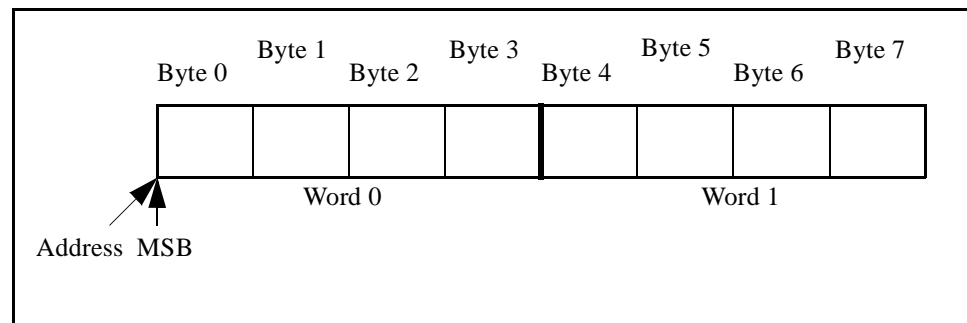 Byte 0 Byte 1 Byte 2 Byte 3 Byte 4 Byte 5 Byte 6 Byte 7
Word 0 Word 1
Address MSB